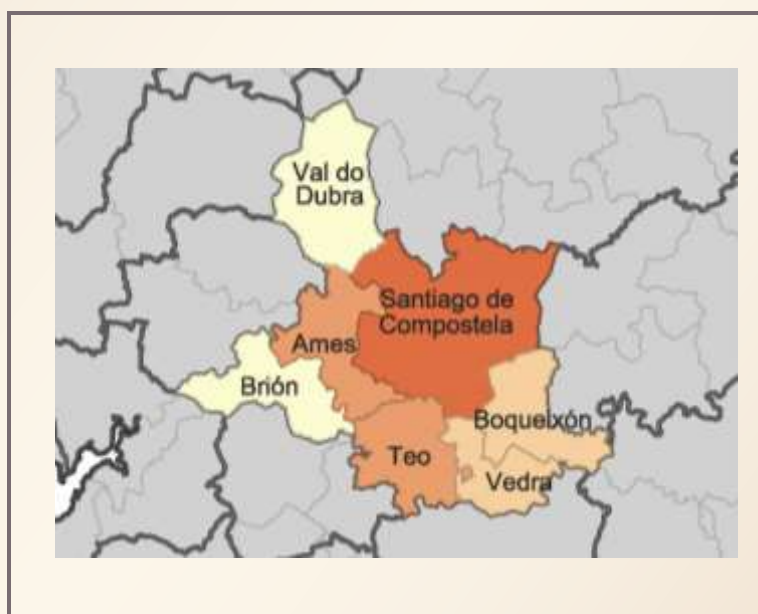 Val do
Dubra
Santiago de
Compostela
Ames
Brión
Boqueixón
Teo
Vedra